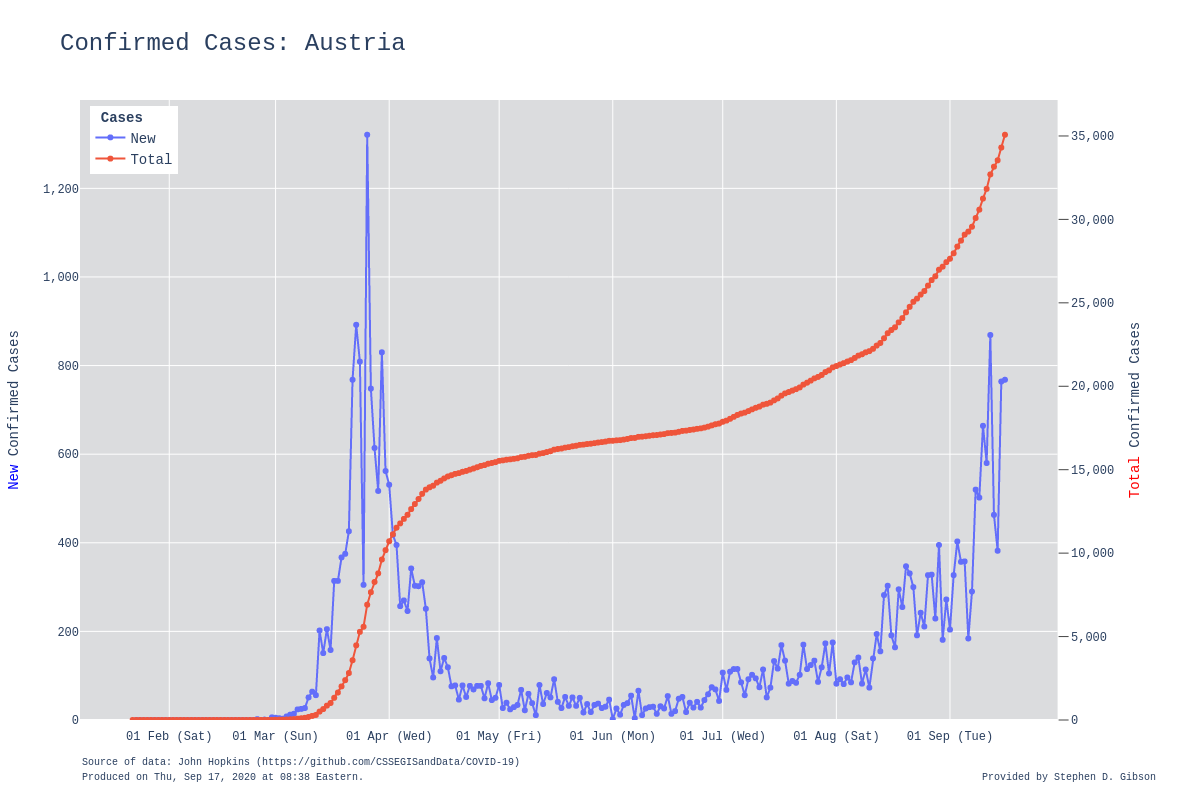 Confirmed Cases: Austria
Cases
New
Total
1,200
1,000
800
600
400
200
0
35,000
30,000
25,000
20,000
15,000
10,000
5,000
0
New Confirmed Cases
Total Confirmed Cases
01 Feb (Sat)
01 Mar (Sun)
01 Apr (Wed)
01 May (Fri)
01 Jun (Mon)
01 Jul (Wed)
01 Aug (Sat)
01 Sep (Tue)
Source of data: John Hopkins (https://github.com/CSSEGISandData/COVID-19)
Produced on Thu, Sep 17, 2020 at 08:38 Eastern.
Provided by Stephen D. Gibson